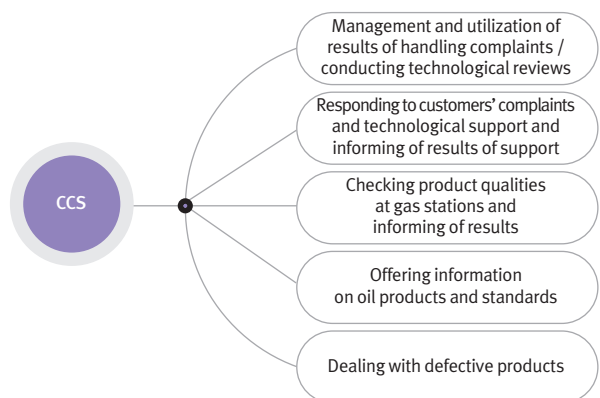 CCS
Management and utilization of
results of handling complaints /
conducting technological reviews
Responding to customers’ complaints
and technological support and
informing of results of support
Checking product qualities
at gas stations and
informing of results
Offering information
on oil products and standards
Dealing with defective products